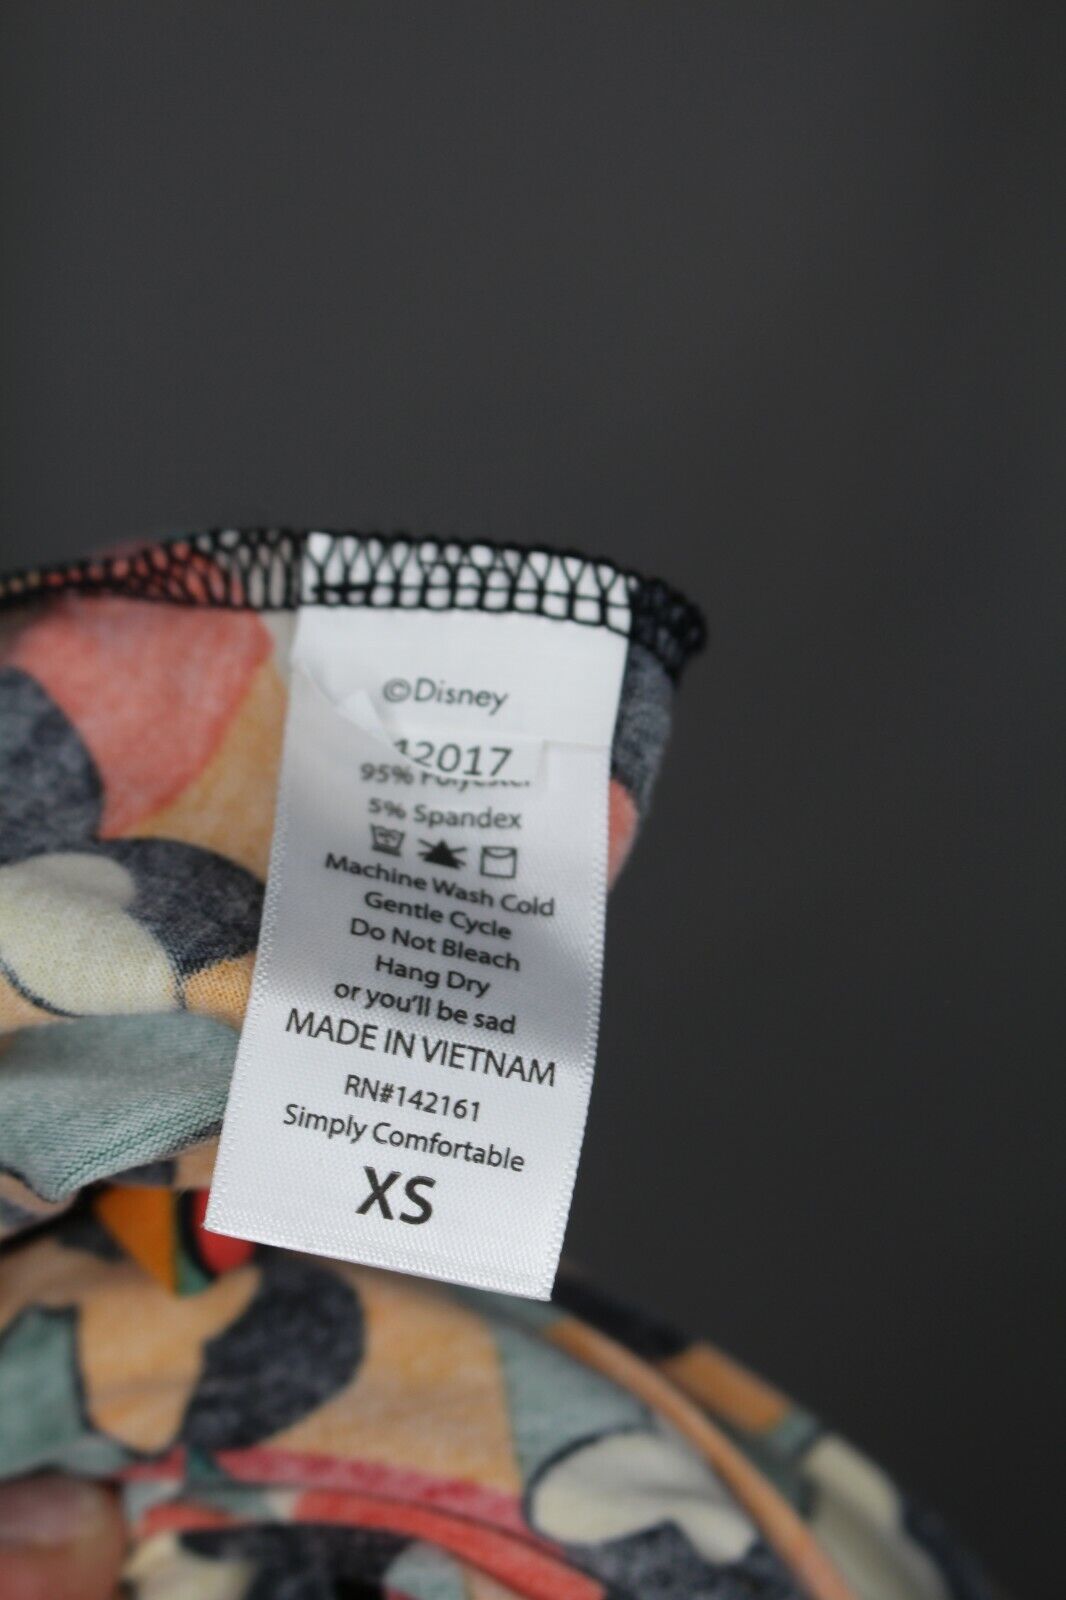 ©Disney
12017
95% Polyester
5% Spandex
Machine Wash Cold
Gentle Cycle
Do Not Bleach
Hang Dry
or you'll be sad
MADE IN VIETNAM
RN#142161
Simply Comfortable
XS